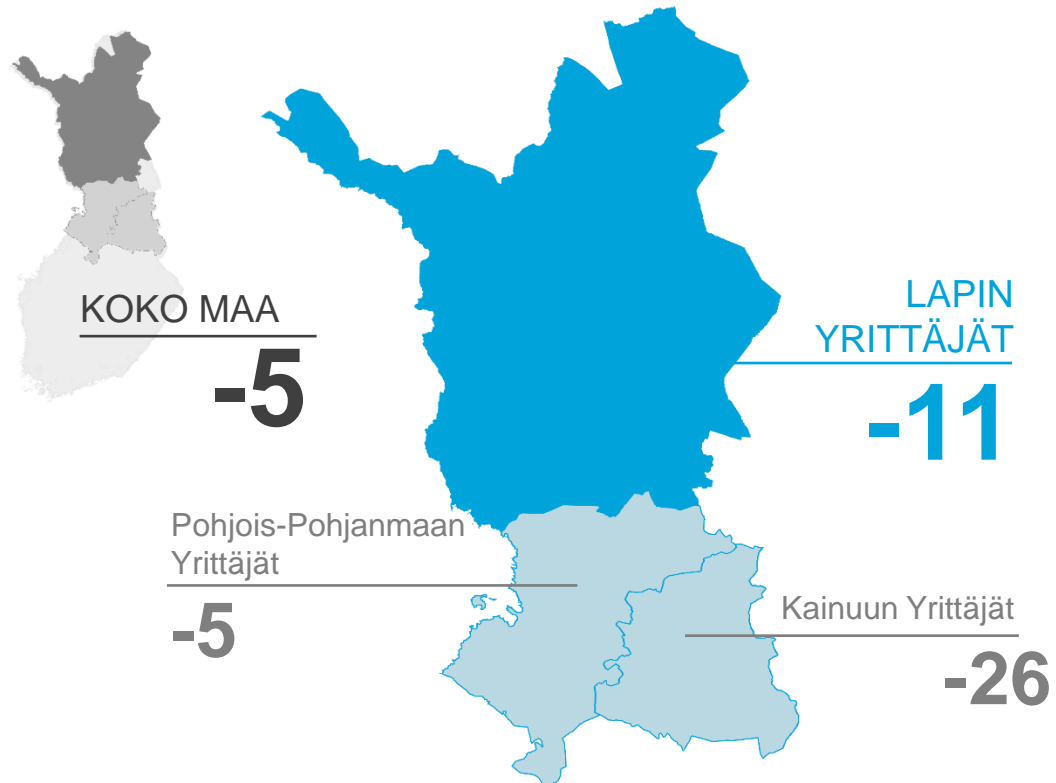 KOKO MAA
-5
LAPIN
YRITTÄJÄT
-11
Pohjois-Pohjanmaan
Yrittäjät
-5
Kainuun Yrittäjät
-26